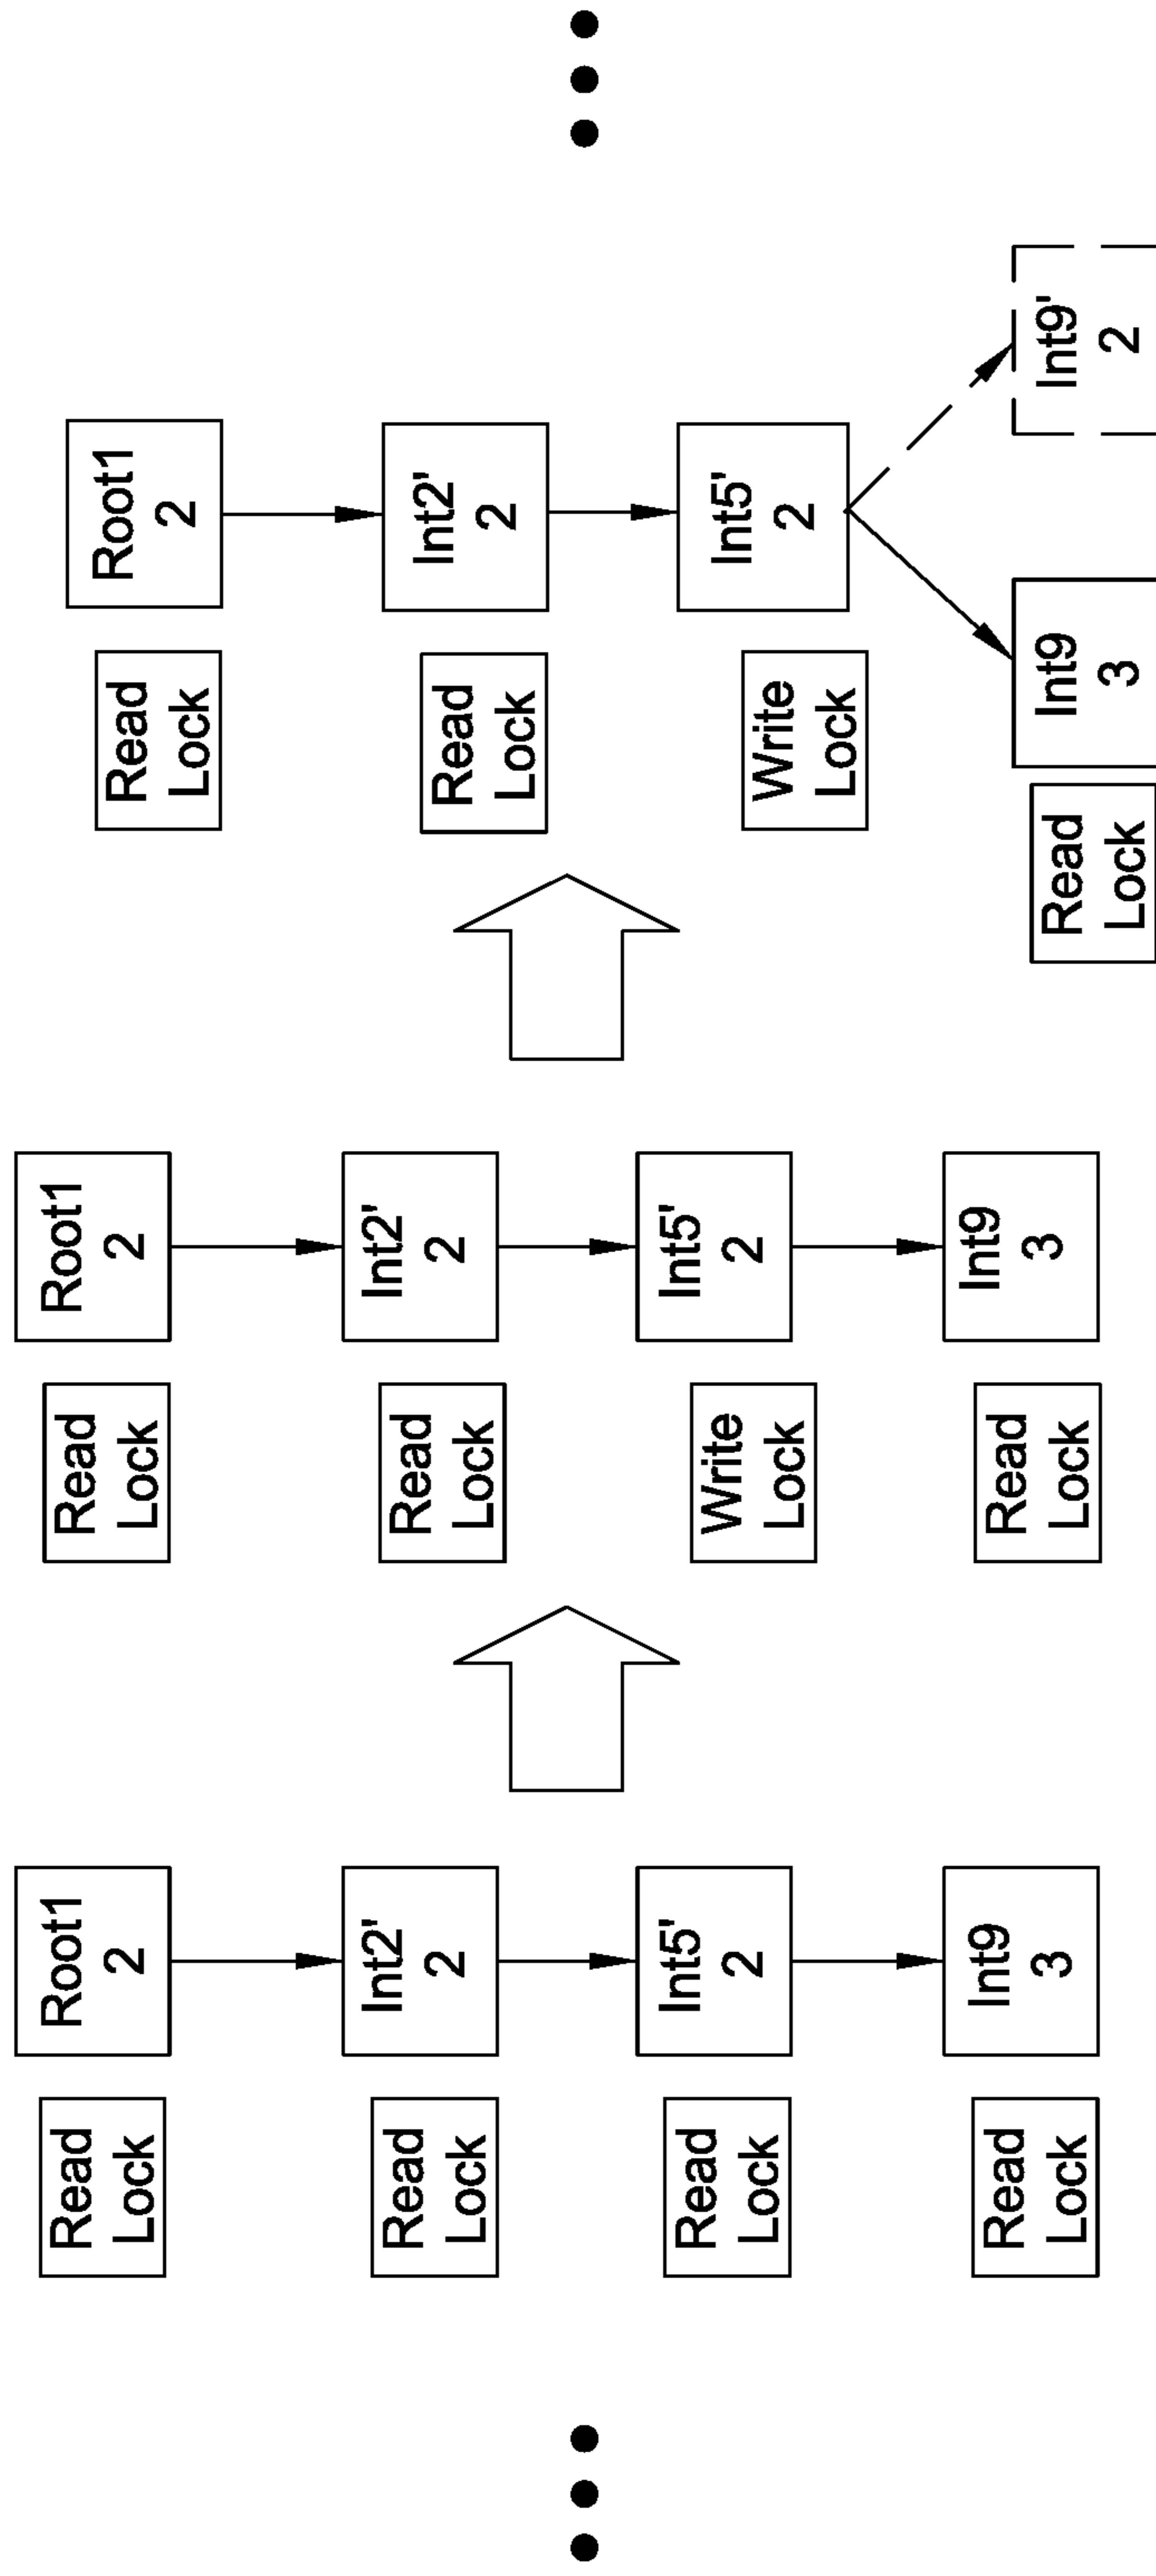 Read
Lock
Root1
2
Read
Lock
Int2'
2
Read
Lock
Int5'
2
Read
Lock
Int9
3
Read
Lock
Root1
2
Read
Lock
Int2'
2
Write
Lock
Int5'
2
Read
Lock
Int9
3
Read
Lock
Root1
2
Read
Lock
Int2'
2
Write
Lock
Int5'
2
Read
Lock
Int9
3
Int9'
2